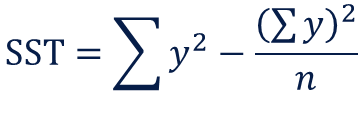 SST = ∑ y² − (∑ y)² / n